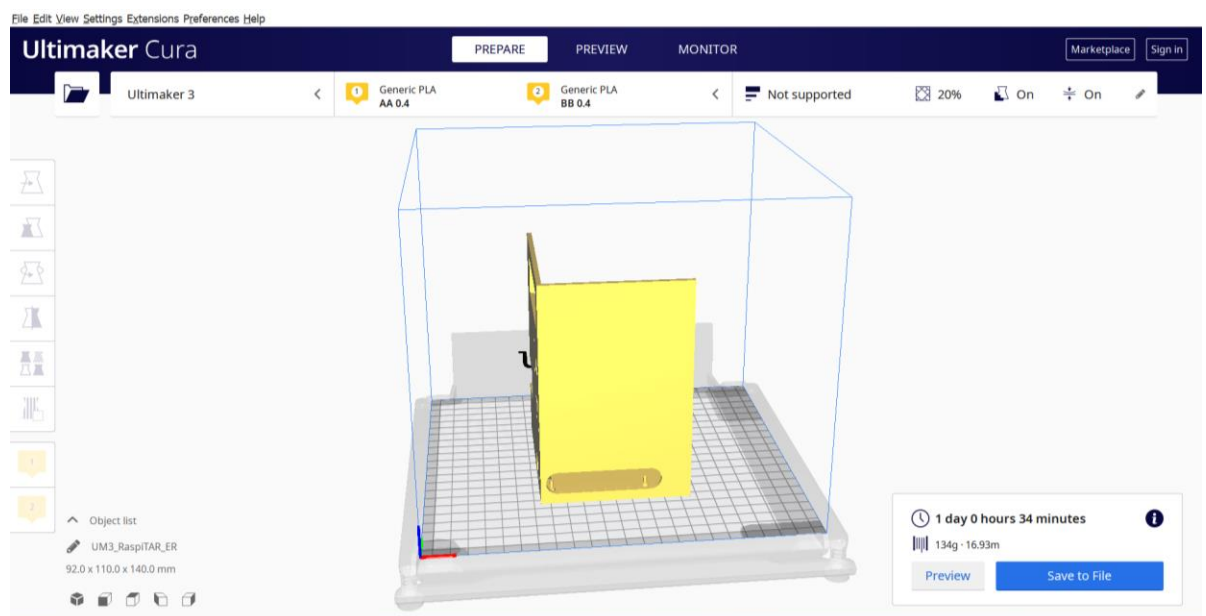 File Edit View Settings Extensions Preferences Help
Ultimaker Cura PREPARE PREVIEW MONITOR Marketplace Sign in
Ultimaker 3 1 Generic PLA AA 0.4 2 Generic PLA BB 0.4 Not supported 20% On On
1
2
Object list
UM3_RaspiTAR_ER
92.0 x 110.0 x 140.0 mm
1 day 0 hours 34 minutes
134g · 16.93m
Preview Save to File